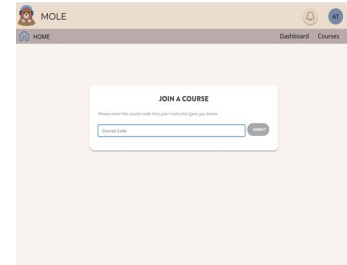 MOLE
AT
HOME
Dashboard Courses
JOIN A COURSE
Please enter the course code that your instructor gave you below.
Course Code